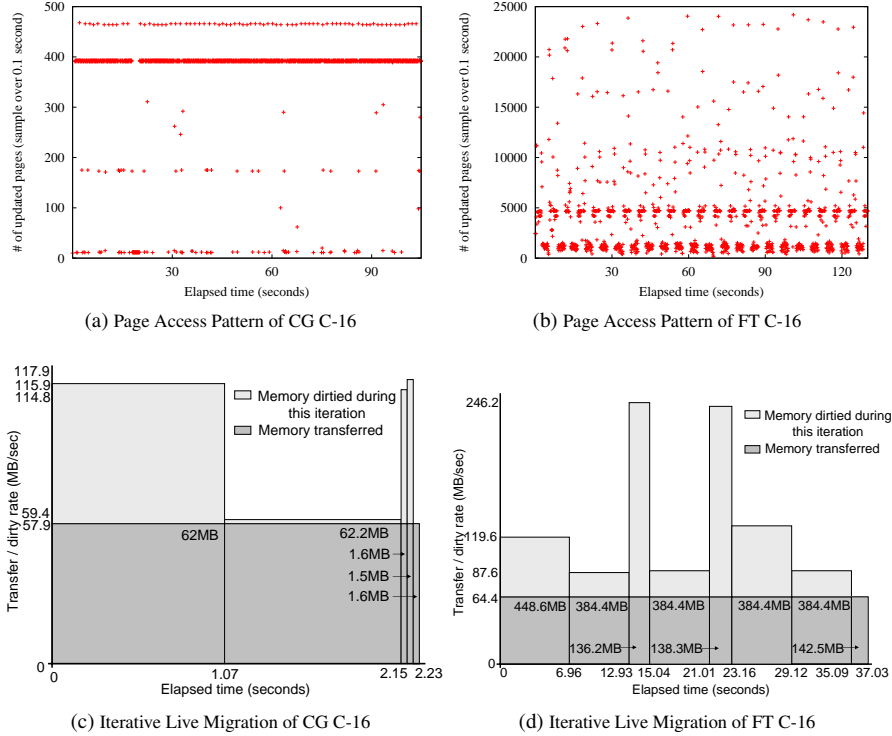 500
400
300
200
100
0
30
60
90
# of updated pages (sample over 0.1 second)
Elapsed time (seconds)
(a) Page Access Pattern of CG C-16
25000
20000
15000
10000
5000
0
0
30
60
90
120
# of updated pages (sample over 0.1 second)
Elapsed time (seconds)
(b) Page Access Pattern of FT C-16
117.9
115.9
114.8
59.4
57.9
0
Transfer / dirty rate (MB/sec)
Memory dirtied during
this iteration
Memory transferred
62MB
62.2MB
1.6MB
1.5MB
1.6MB
0
1.07
2.15
2.23
Elapsed time (seconds)
(c) Iterative Live Migration of CG C-16
246.2
119.6
87.6
64.4
0
Transfer / dirty rate (MB/sec)
Memory dirtied during
this iteration
Memory transferred
448.6MB
384.4MB
384.4MB
384.4MB
384.4MB
136.2MB
138.3MB
142.5MB
0
6.96
12.93
15.04
21.01
23.16
29.12
35.09
37.03
Elapsed time (seconds)
(d) Iterative Live Migration of FT C-16